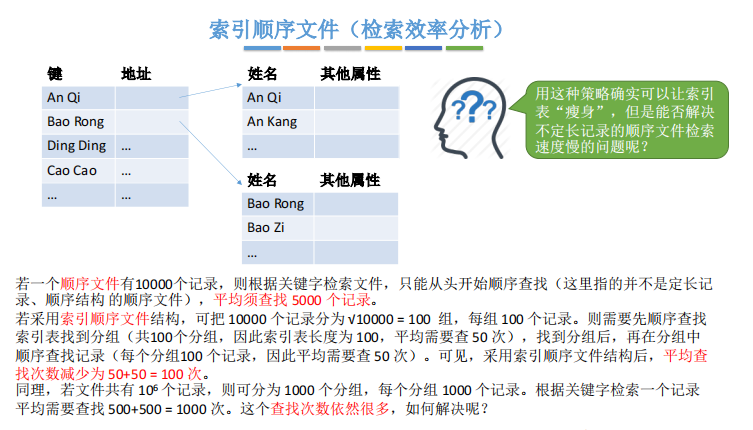 索引顺序文件（检索效率分析）
键 地址
An Qi
Bao Rong
Ding Ding …
Cao Cao …
… …
姓名 其他属性
An Qi
An Kang
…
姓名 其他属性
Bao Rong
Bao Zi
…
???
用这种策略确实可以让索引
表“瘦身”，但是能否解决
不定长记录的顺序文件检索
速度慢的问题呢？
若一个顺序文件有10000个记录，则根据关键字检索文件，只能从头开始顺序查找（这里指的并不是定长记
录、顺序结构 的顺序文件），平均须查找 5000 个记录。
若采用索引顺序文件结构，可把 10000 个记录分为 √10000 = 100 组，每组 100 个记录。则需要先顺序查找
索引表找到分组（共100个分组，因此索引表长度为 100，平均需要查 50 次），找到分组后，再在分组中
顺序查找记录（每个分组100 个记录，因此平均需要查 50 次）。可见，采用索引顺序文件结构后，平均查
找次数减少为 50+50 = 100 次。
同理，若文件共有 10⁶ 个记录，则可分为 1000 个分组，每个分组 1000 个记录。根据关键字检索一个记录
平均需要查找 500+500 = 1000 次。这个查找次数依然很多，如何解决呢？